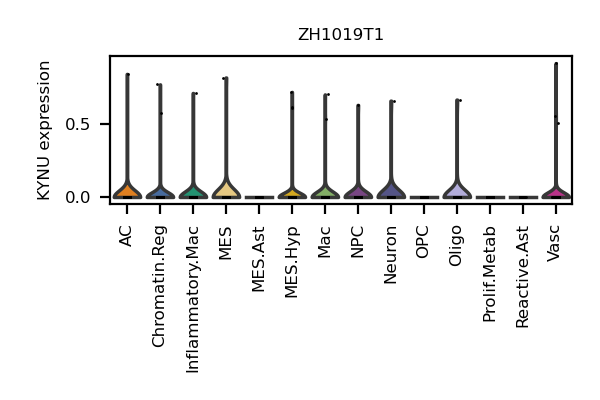 ZH1019T1
KYNU expression
0.5
0.0
AC
Chromatin.Reg
Inflammatory.Mac
MES
MES.Ast
MES.Hyp
Mac
NPC
Neuron
OPC
Oligo
Prolif.Metab
Reactive.Ast
Vasc